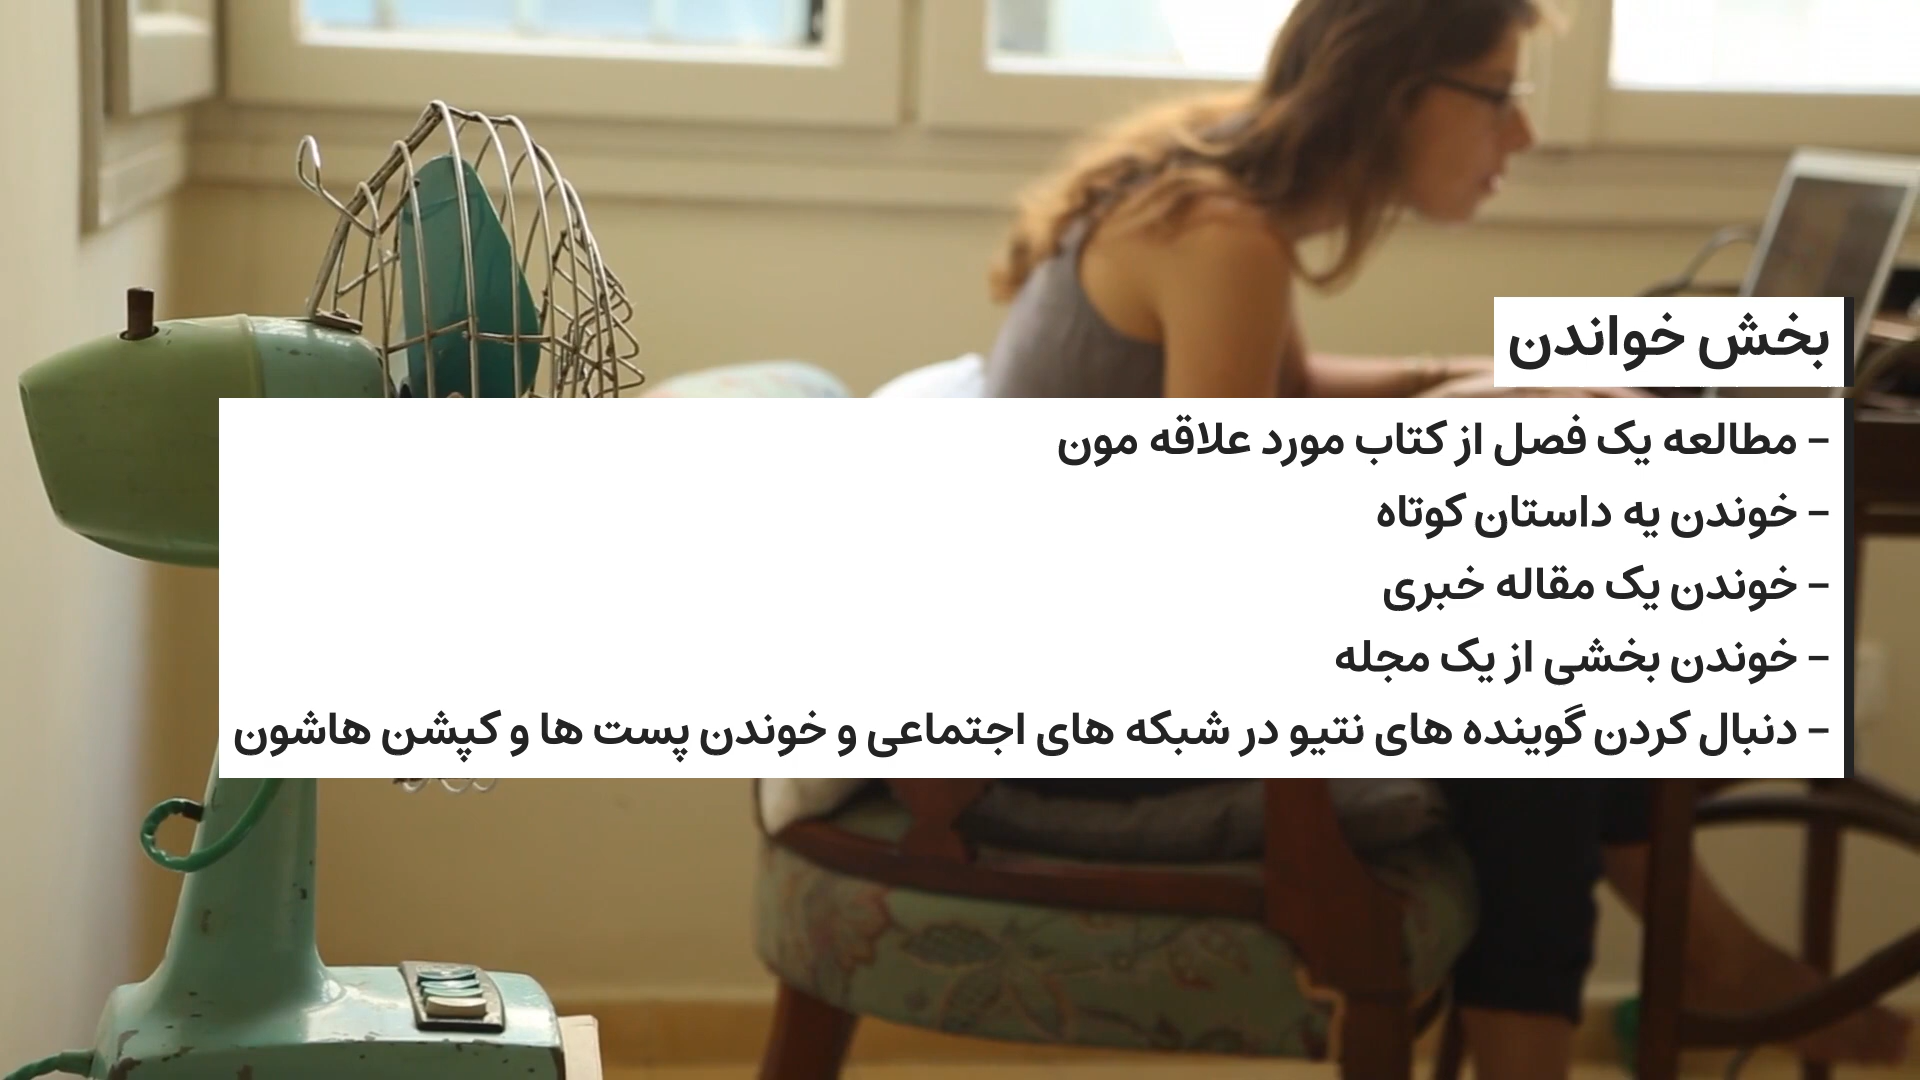 بخش خواندن
- مطالعه یک فصل از کتاب مورد علاقه مون
- خوندن یه داستان کوتاه
- خوندن یک مقاله خبری
- خوندن بخشی از یک مجله
- دنبال کردن گوینده های نتیو در شبکه های اجتماعی و خوندن پست ها و کپشن هاشون